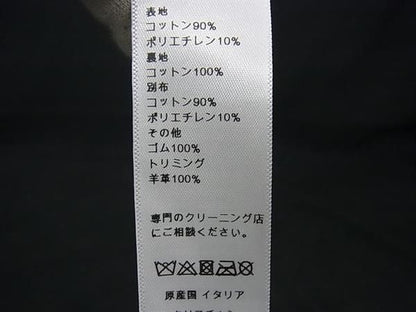 表地
コットン90%
ポリエチレン10%
裏地
コットン100%
別布
コットン90%
ポリエチレン10%
その他
ゴム100%
トリミング
羊革100%
専門のクリーニング店
にご相談ください。
原産国 イタリア